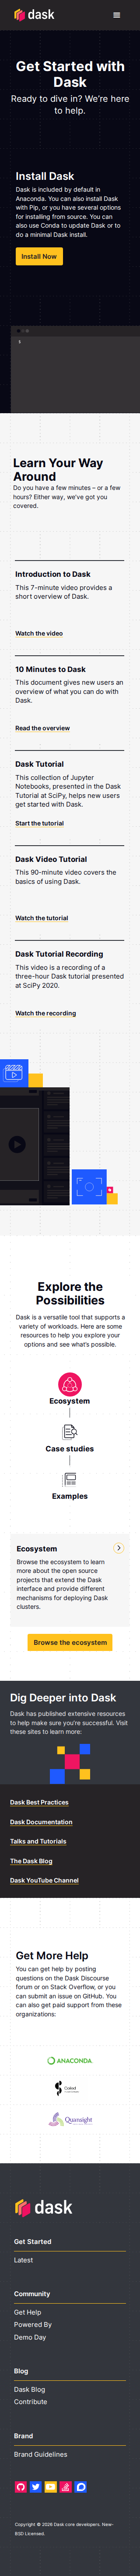 dask
Get Started with
Dask
Ready to dive in? We're here
to help.
Install Dask
Dask is included by default in
Anaconda. You can also install Dask
with Pip, or you have several options
for installing from source. You can
also use Conda to update Dask or to
do a minimal Dask install.
Install Now
Learn Your Way
Around
Do you have a few minutes – or a few
hours? Either way, we've got you
covered.
Introduction to Dask
This 7-minute video provides a
short overview of Dask.
Watch the video
10 Minutes to Dask
This document gives new users an
overview of what you can do with
Dask.
Read the overview
Dask Tutorial
This collection of Jupyter
Notebooks, presented in the Dask
Tutorial at SciPy, helps new users
get started with Dask.
Start the tutorial
Dask Video Tutorial
This 90-minute video covers the
basics of using Dask.
Watch the tutorial
Dask Tutorial Recording
This video is a recording of a
three-hour Dask tutorial presented
at SciPy 2020.
Watch the recording
Explore the
Possibilities
Dask is a versatile tool that supports a
variety of workloads. Here are some
resources to help you explore if you
options and see what's possible.
Ecosystem
Case studies
Examples
Ecosystem
Browse the ecosystem to learn
more about the open source
projects that extend the Dask
interface and provide different
mechanisms for deploying Dask
clusters.
Browse the ecosystem
Dig Deeper into Dask
Dask has published extensive resources
to help make sure you're successful. Visit
these sites to learn more:
Dask Best Practices
Dask Documentation
Talks and Tutorials
The Dask Blog
Dask YouTube Channel
Get More Help
You can get help by posting
questions on the Dask Discourse
forum or on Stack Overflow, or you
can submit an issue on GitHub. You
can also get paid support from these
organizations:
ANACONDA
Coiled
Quansight
dask
Get Started
Latest
Community
Get Help
Powered By
Demo Day
Blog
Dask Blog
Contribute
Brand
Brand Guidelines
Copyright © 2026 Dask core developers. New-
BSD Licensed.